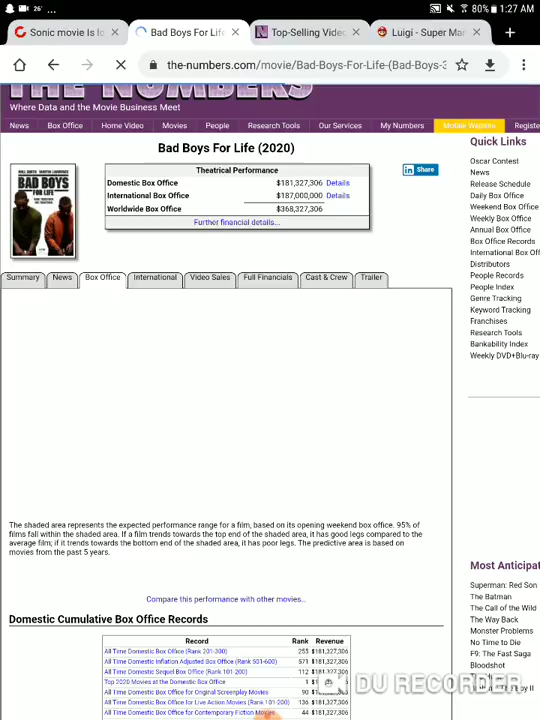 26°
80% 1:27 AM
Sonic movie Is lo
Bad Boys For Life
Top-Selling Video
Luigi - Super Mar
the-numbers.com/movie/Bad-Boys-For-Life-(Bad-Boys-3
THE NUMBERS
Where Data and the Movie Business Meet
News Box Office Home Video Movies People Research Tools Our Services My Numbers Mobile Website Registe
Bad Boys For Life (2020)
Quick Links
Theatrical Performance
Domestic Box Office $181,327,306 Details
International Box Office $187,000,000 Details
Worldwide Box Office $368,327,306
Further financial details...
in Share
BAD BOYS
FOR LIFE
Oscar Contest
News
Release Schedule
Daily Box Office
Weekend Box Office
Weekly Box Office
Annual Box Office
Box Office Records
International Box Off
Distributors
People Records
People Index
Genre Tracking
Keyword Tracking
Franchises
Research Tools
Bankability Index
Weekly DVD+Blu-ray
Summary News Box Office International Video Sales Full Financials Cast & Crew Trailer
The shaded area represents the expected performance range for a film, based on its opening weekend box office. 95% of
films fall within the shaded area. If a film trends towards the top end of the shaded area, it has good legs compared to the
average film; if it trends towards the bottom end of the shaded area, it has poor legs. The predictive area is based on
movies from the past 5 years.
Compare this performance with other movies...
Domestic Cumulative Box Office Records
Record Rank Revenue
All Time Domestic Box Office (Rank 201-300) 255 $181,327,306
All Time Domestic Inflation Adjusted Box Office (Rank 501-600) 571 $181,327,306
All Time Domestic Sequel Box Office (Rank 101-200) 112 $181,327,306
Top 2020 Movies at the Domestic Box Office 1
All Time Domestic Box Office for Original Screenplay Movies 90
All Time Domestic Box Office for Live Action Movies (Rank 101-200) 136 $181,327,306
All Time Domestic Box Office for Contemporary Fiction Movies 44 $181,327,306
Most Anticipat
Superman: Red Son
The Batman
The Call of the Wild
The Way Back
Monster Problems
No Time to Die
F9: The Fast Saga
Bloodshot
DU RECORDER